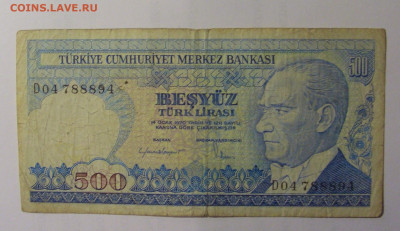 COINS.LAVE.RU
TÜRKİYE CUMHURİYET MERKEZ BANKASI
500
D04 788894
BEŞYÜZ
TÜRK LİRASI
500
D04 788894